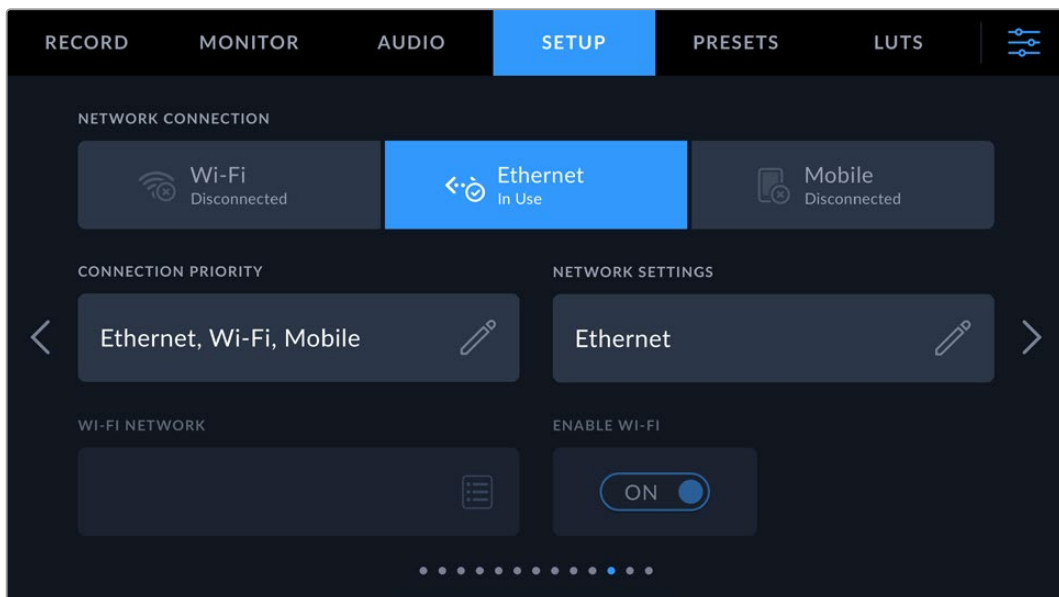 RECORD MONITOR AUDIO SETUP PRESETS LUTS
NETWORK CONNECTION
Wi-Fi
Disconnected
Ethernet
In Use
Mobile
Disconnected
CONNECTION PRIORITY
Ethernet, Wi-Fi, Mobile
NETWORK SETTINGS
Ethernet
WI-FI NETWORK
ENABLE WI-FI
ON